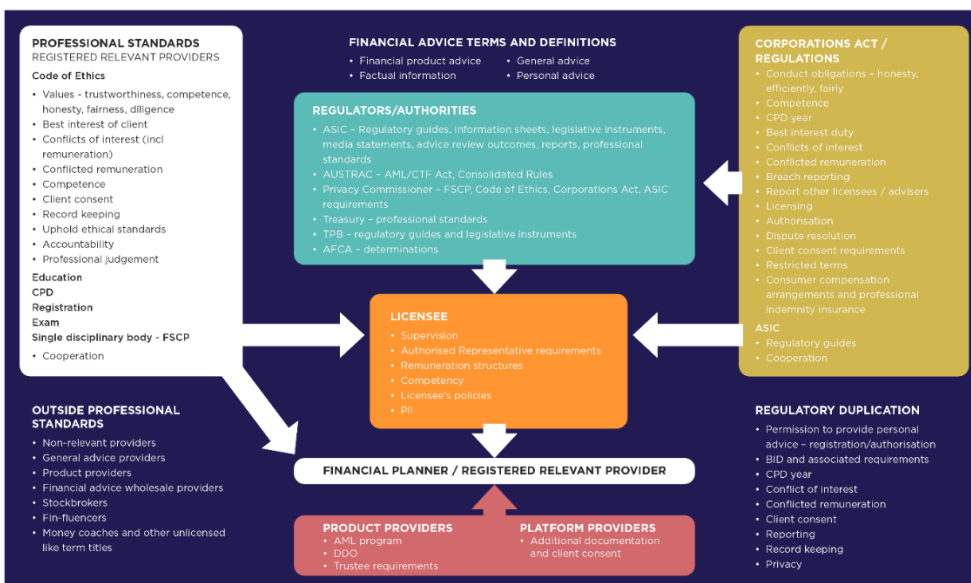 PROFESSIONAL STANDARDS
REGISTERED RELEVANT PROVIDERS
Code of Ethics
• Values - trustworthiness, competence,
honesty, fairness, diligence
• Best interest of client
• Conflicts of interest (incl
remuneration)
• Conflicted remuneration
• Competence
• Client consent
• Record keeping
• Uphold ethical standards
• Accountability
• Professional judgement
Education
CPD
Registration
Exam
Single disciplinary body - FSCP
• Cooperation
OUTSIDE PROFESSIONAL
STANDARDS
• Non-relevant providers
• General advice providers
• Product providers
• Financial advice wholesale providers
• Stockbrokers
• Fin-fluencers
• Money coaches and other unlicensed
like term titles
FINANCIAL ADVICE TERMS AND DEFINITIONS
• Financial product advice
• Factual information
• General advice
• Personal advice
REGULATORS/AUTHORITIES
• ASIC – Regulatory guides, information sheets, legislative instruments,
media statements, advice review outcomes, reports, professional
standards
• AUSTRAC – AML/CTF Act, Consolidated Rules
• Privacy Commissioner – FSCP, Code of Ethics, Corporations Act, ASIC
requirements
• Treasury – professional standards
• TPB – regulatory guides and legislative instruments
• AFCA – determinations
LICENSEE
• Supervision
• Authorised Representative requirements
• Remuneration structures
• Competency
• Licensee's policies
• PII
FINANCIAL PLANNER / REGISTERED RELEVANT PROVIDER
PRODUCT PROVIDERS
• AML program
• DDO
• Trustee requirements
PLATFORM PROVIDERS
• Additional documentation
and client consent
CORPORATIONS ACT /
REGULATIONS
• Conduct obligations – honesty,
efficiently, fairly
• Competence
• CPD year
• Best interest duty
• Conflicts of interest
• Conflicted remuneration
• Breach reporting
• Report other licensees / advisers
• Licensing
• Authorisation
• Dispute resolution
• Client consent requirements
• Restricted terms
• Consumer compensation
arrangements and professional
indemnity insurance
ASIC
• Regulatory guides
• Cooperation
REGULATORY DUPLICATION
• Permission to provide personal
advice – registration/authorisation
• BID and associated requirements
• CPD year
• Conflict of interest
• Conflicted remuneration
• Client consent
• Reporting
• Record keeping
• Privacy